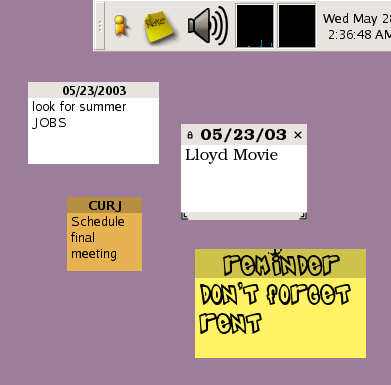 Note
Wed May 28
2:36:48 AM
05/23/2003
look for summer
JOBS
05/23/03
Lloyd Movie
CURJ
Schedule
final
meeting
REMINDER
DON'T FORGET
RENT